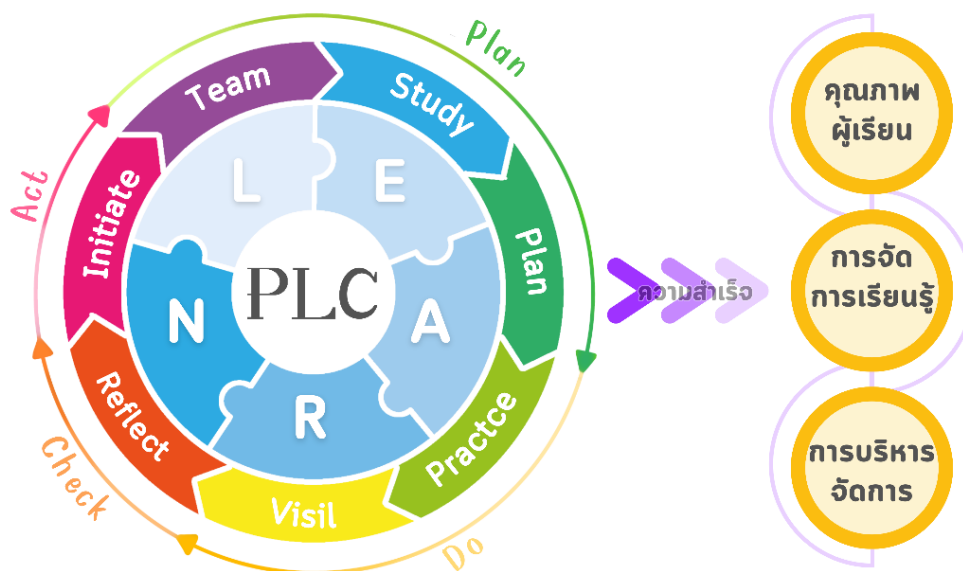 Plan
Do
Check
Act
Team
Study
Plan
Practce
Visil
Reflect
Initiate
L
E
A
R
N
PLC
ความสำเร็จ
คุณภาพ
ผู้เรียน
การจัด
การเรียนรู้
การบริหาร
จัดการ